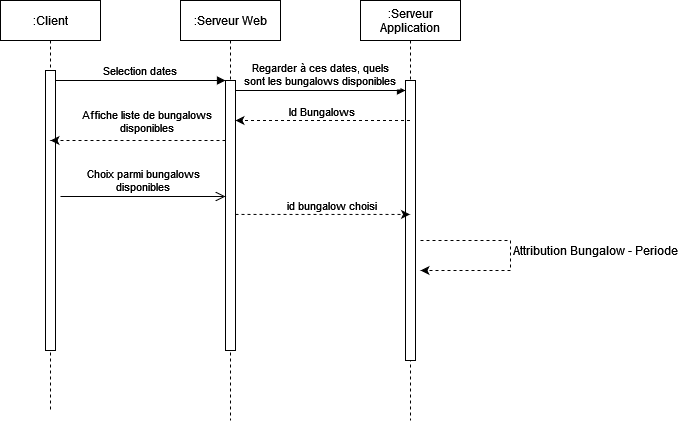 :Client
:Serveur Web
:Serveur
Application
Selection dates
Regarder à ces dates, quels
sont les bungalows disponibles
Id Bungalows
Affiche liste de bungalows
disponibles
Choix parmi bungalows
disponibles
id bungalow choisi
Attribution Bungalow - Periode